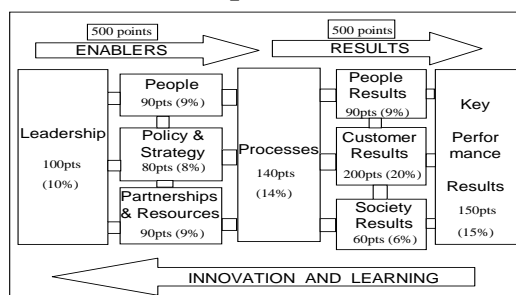 500 points
500 points
ENABLERS
RESULTS
Leadership
100pts
(10%)
People
90pts (9%)
Policy &
Strategy
80pts (8%)
Partnerships
& Resources
90pts (9%)
Processes
140pts
(14%)
People
Results
90pts (9%)
Customer
Results
200pts (20%)
Society
Results
60pts (6%)
Key
Perfor
mance
Results
150pts
(15%)
INNOVATION AND LEARNING